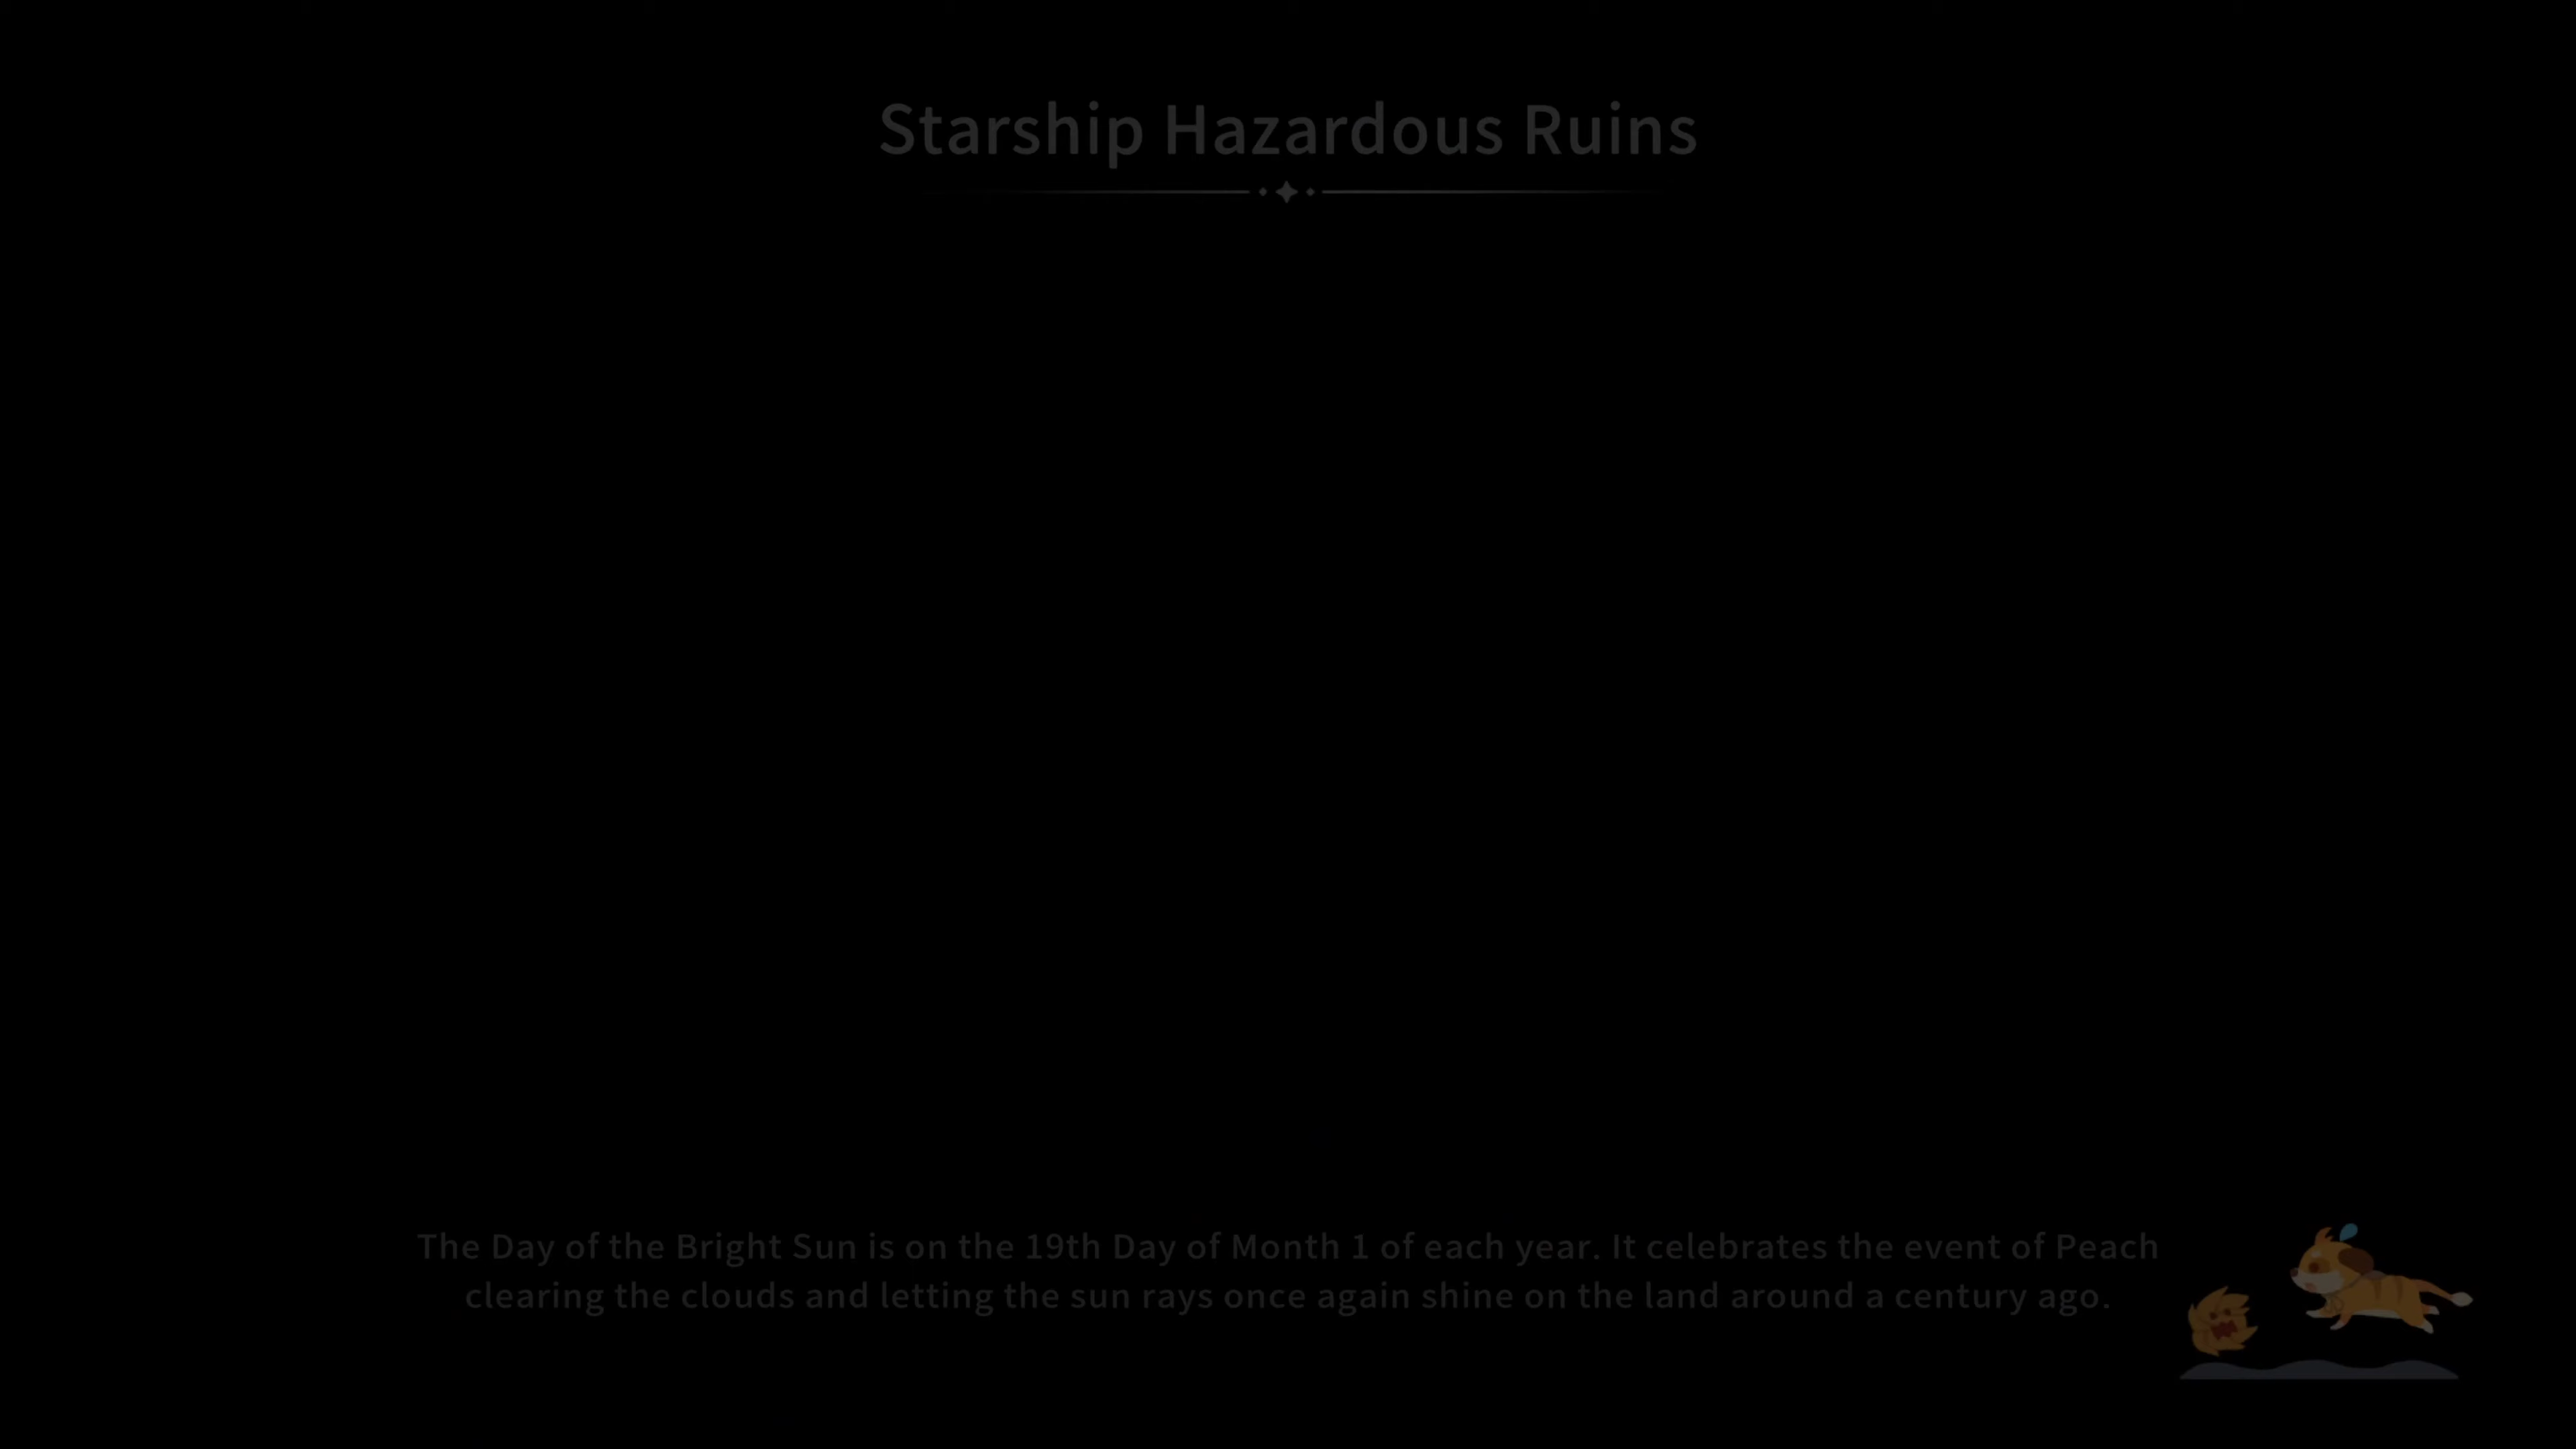 Starship Hazardous Ruins
The Day of the Bright Sun is on the 19th Day of Month 1 of each year. It celebrates the event of Peach
clearing the clouds and letting the sun rays once again shine on the land around a century ago.